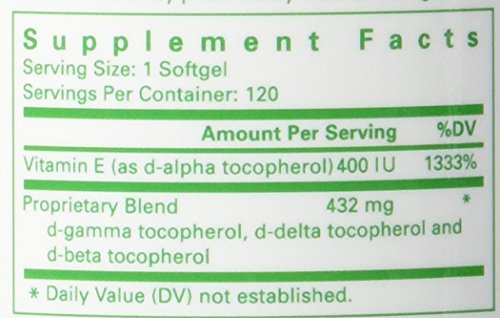 Supplement Facts
Serving Size: 1 Softgel
Servings Per Container: 120
Amount Per Serving %DV
Vitamin E (as d-alpha tocopherol) 400 IU 1333%
Proprietary Blend 432 mg *
d-gamma tocopherol, d-delta tocopherol and
d-beta tocopherol
* Daily Value (DV) not established.